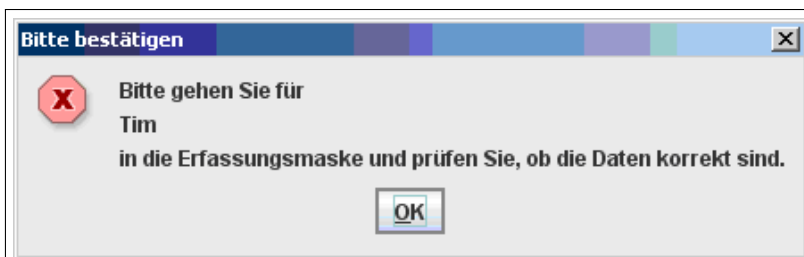 Bitte bestätigen
Bitte gehen Sie für
Tim
in die Erfassungsmaske und prüfen Sie, ob die Daten korrekt sind.
OK